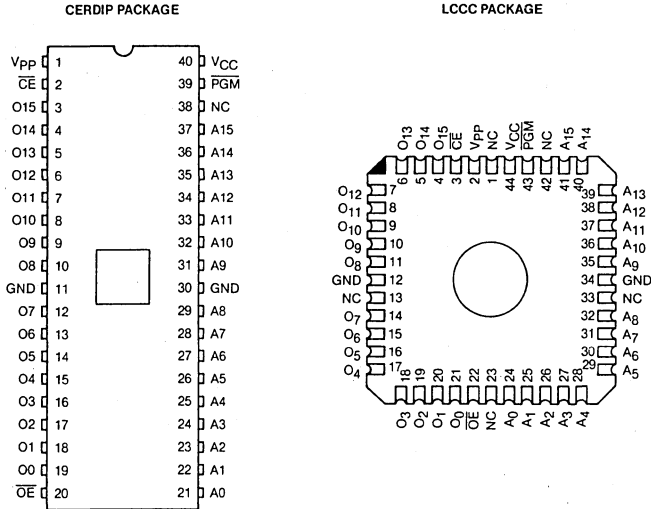 CERDIP PACKAGE
VPP 1 40 VCC
CE 2 39 PGM
O15 3 38 NC
O14 4 37 A15
O13 5 36 A14
O12 6 35 A13
O11 7 34 A12
O10 8 33 A11
O9 9 32 A10
O8 10 31 A9
GND 11 30 GND
O7 12 29 A8
O6 13 28 A7
O5 14 27 A6
O4 15 26 A5
O3 16 25 A4
O2 17 24 A3
O1 18 23 A2
O0 19 22 A1
OE 20 21 A0
LCCC PACKAGE
O13 O14 O15 CE VPP NC VCC PGM NC A15 A14
6 5 4 3 2 1 44 43 42 41 40
O12 7 39 A13
O11 8 38 A12
O10 9 37 A11
O9 10 36 A10
O8 11 35 A9
GND 12 34 GND
NC 13 33 NC
O7 14 32 A8
O6 15 31 A7
O5 16 30 A6
O4 17 29 A5
18 19 20 21 22 23 24 25 26 27 28
O3 O2 O1 O0 OE NC A0 A1 A2 A3 A4